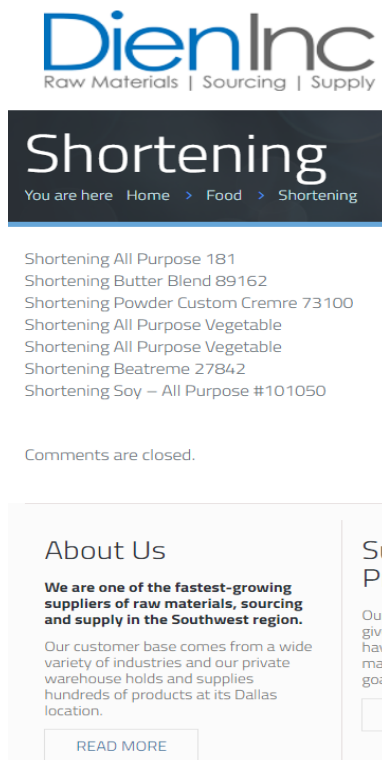 DienInc
Raw Materials | Sourcing | Supply
Shortening
You are here Home > Food > Shortening
Shortening All Purpose 181
Shortening Butter Blend 89162
Shortening Powder Custom Cremre 73100
Shortening All Purpose Vegetable
Shortening All Purpose Vegetable
Shortening Beatreme 27842
Shortening Soy – All Purpose #101050
Comments are closed.
About Us
We are one of the fastest-growing
suppliers of raw materials, sourcing
and supply in the Southwest region.
Our customer base comes from a wide
variety of industries and our private
warehouse holds and supplies
hundreds of products at its Dallas
location.
READ MORE